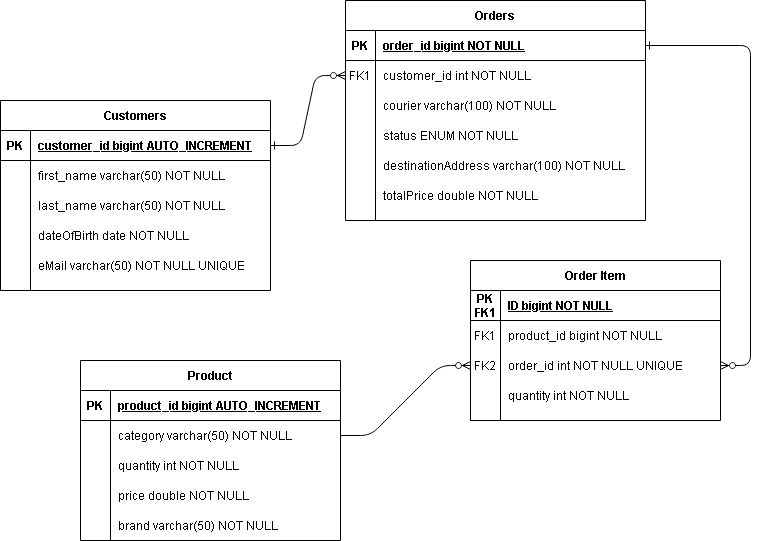 Orders
PK order_id bigint NOT NULL
FK1 customer_id int NOT NULL
courier varchar(100) NOT NULL
status ENUM NOT NULL
destinationAddress varchar(100) NOT NULL
totalPrice double NOT NULL
Customers
PK customer_id bigint AUTO_INCREMENT
first_name varchar(50) NOT NULL
last_name varchar(50) NOT NULL
dateOfBirth date NOT NULL
eMail varchar(50) NOT NULL UNIQUE
Order Item
PK
FK1 ID bigint NOT NULL
FK1 product_id bigint NOT NULL
FK2 order_id int NOT NULL UNIQUE
quantity int NOT NULL
Product
PK product_id bigint AUTO_INCREMENT
category varchar(50) NOT NULL
quantity int NOT NULL
price double NOT NULL
brand varchar(50) NOT NULL